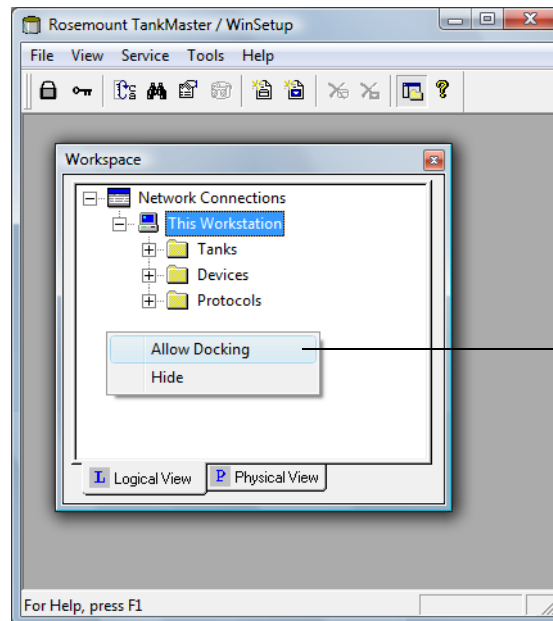 Rosemount TankMaster / WinSetup
File View Service Tools Help
Workspace
Network Connections
This Workstation
Tanks
Devices
Protocols
Allow Docking
Hide
L Logical View P Physical View
For Help, press F1